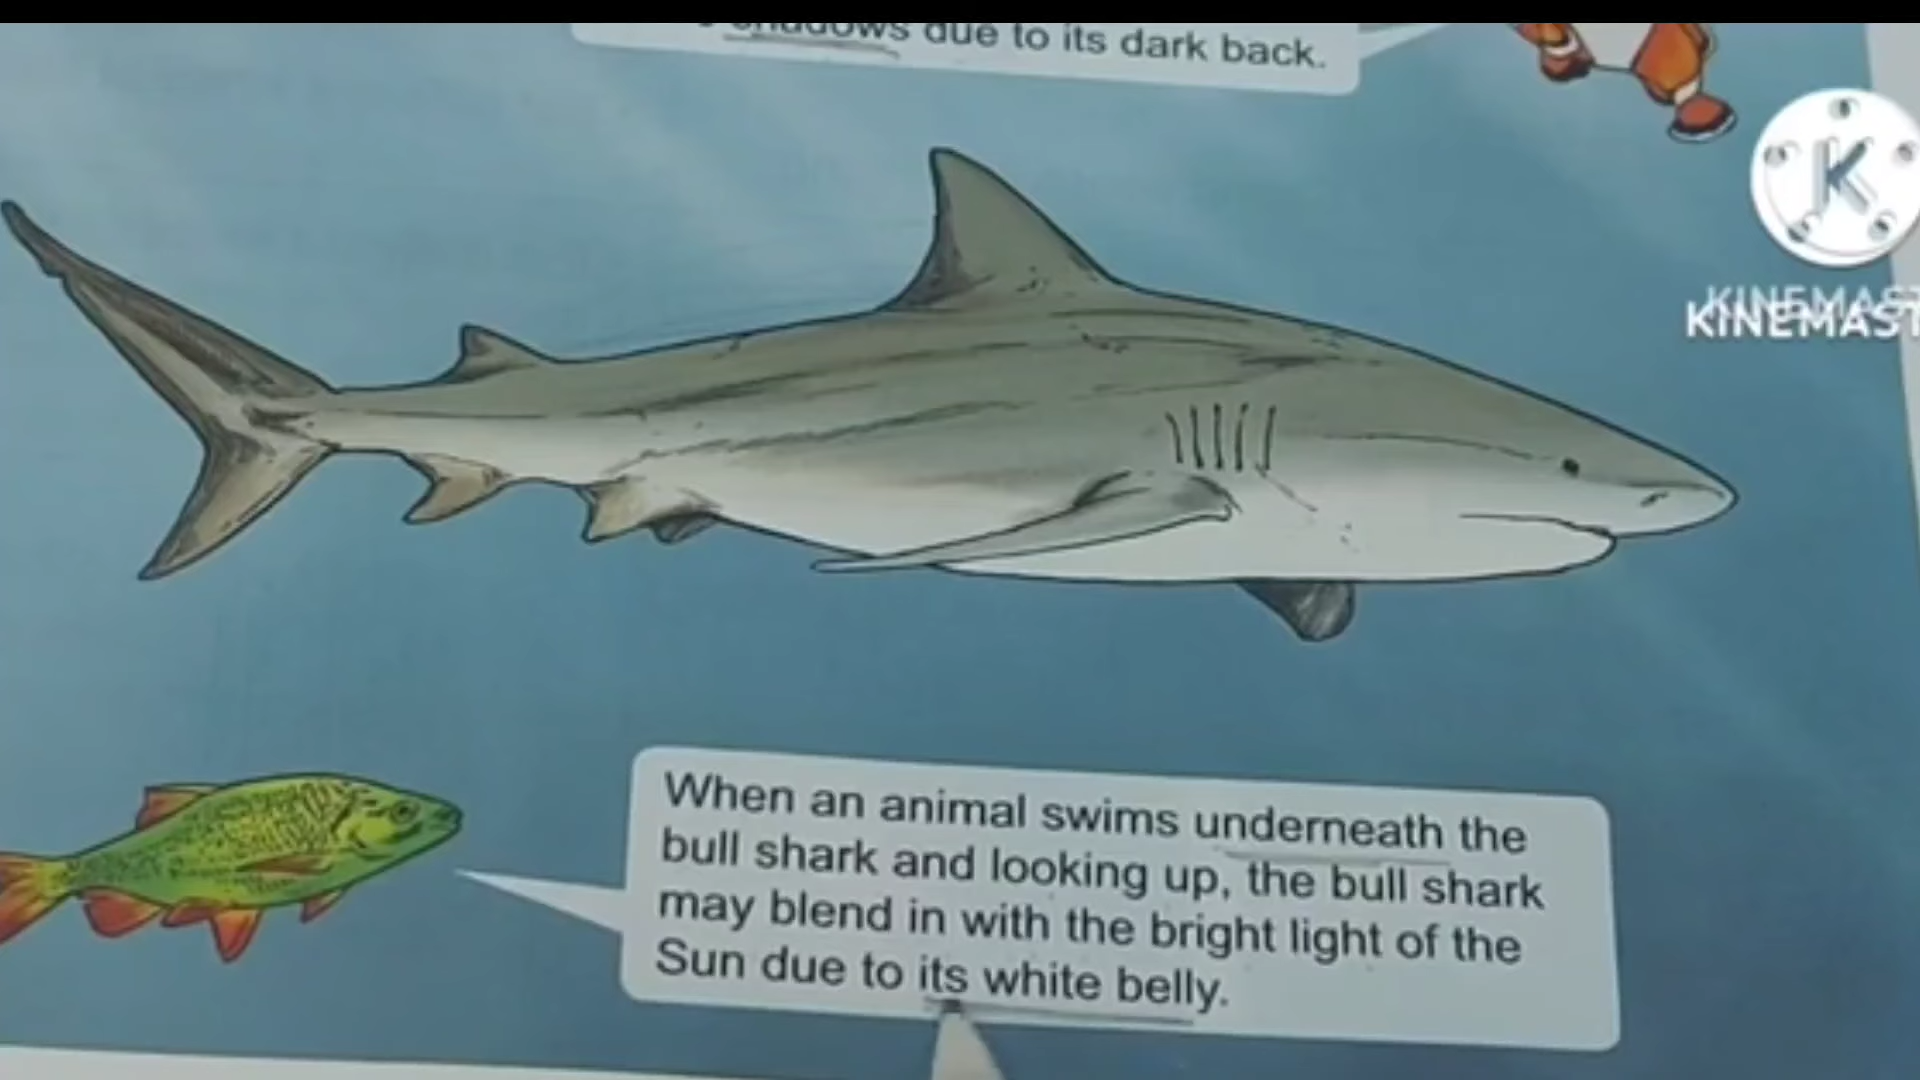 shadows due to its dark back.
K
KINEMAST
When an animal swims underneath the
bull shark and looking up, the bull shark
may blend in with the bright light of the
Sun due to its white belly.